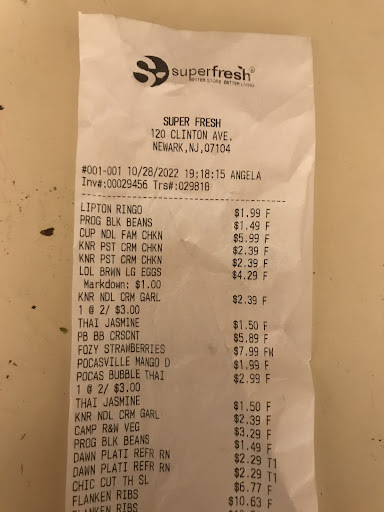 superfresh®
BETTER STORE BETTER LIVING
SUPER FRESH
120 CLINTON AVE.
NEWARK,NJ,07104
#001-001 10/28/2022 19:18:15 ANGELA
Inv#:00029456 Trs#:029818
LIPTON RINGO $1.99 F
PROG BLK BEANS $1.49 F
CUP NDL FAM CHKN $5.99 F
KNR PST CRM CHKN $2.39 F
KNR PST CRM CHKN $2.39 F
LOL BRWN LG EGGS $4.29 F
Markdown: $1.00
KNR NDL CRM GARL $2.39 F
1 @ 2/ $3.00
THAI JASMINE $1.50 F
PB BB CRSCNT $5.89 F
FOZY STRAWBERRIES $7.99 FW
POCASVILLE MANGO D $1.99 F
POCAS BUBBLE THAI $2.99 F
1 @ 2/ $3.00
THAI JASMINE $1.50 F
KNR NDL CRM GARL $2.39 F
CAMP R&W VEG $3.29 F
PROG BLK BEANS $1.49 F
DAWN PLATI REFR RN $2.29 T1
DAWN PLATI REFR RN $2.29 T1
CHIC CUT TH SL $6.77 F
FLANKEN RIBS $10.63 F
FLANKEN RIBS